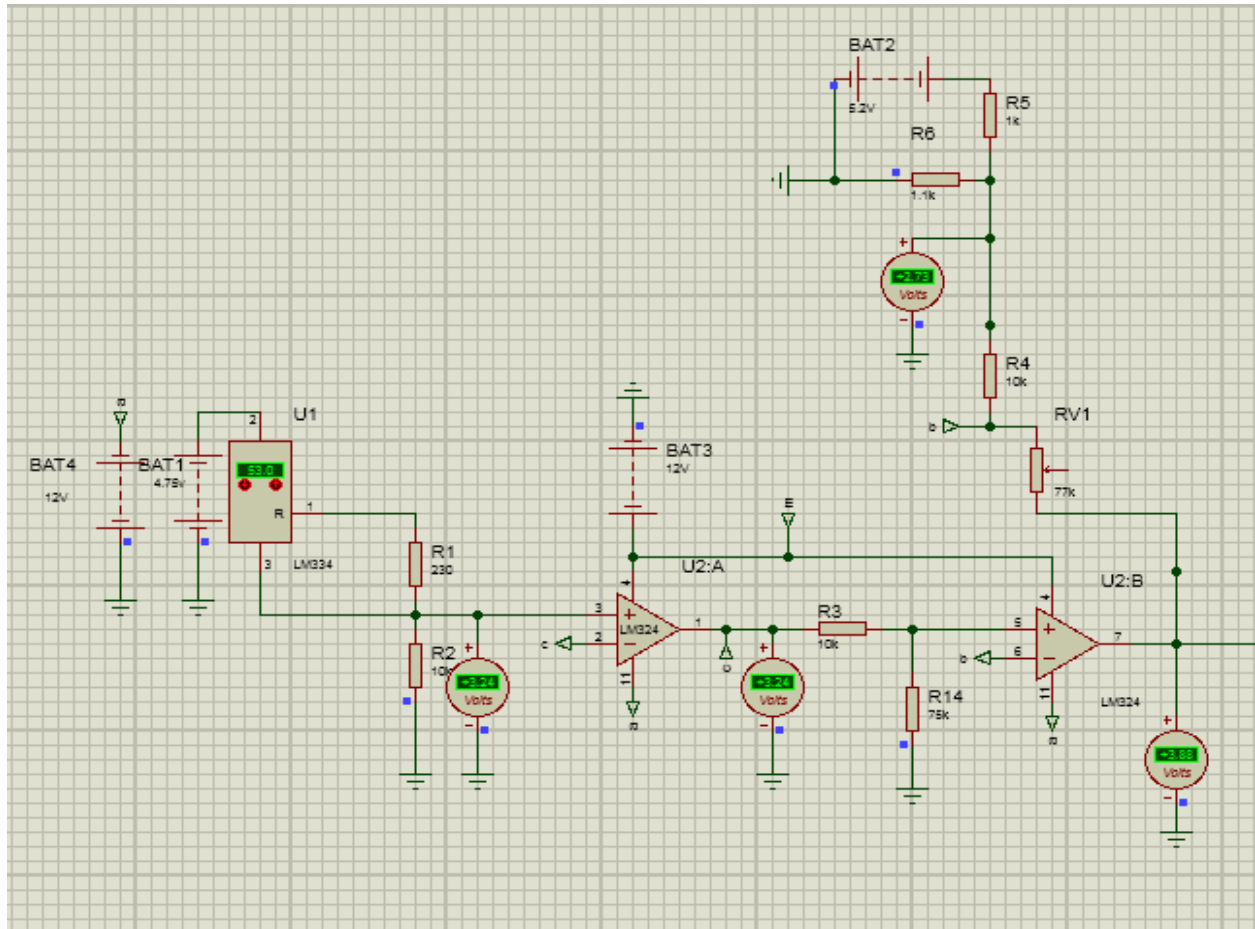 BAT2
5.2V
R5
1k
R6
1.1k
+2.73
Volts
R4
10k
b
RV1
77k
a
BAT4
12V
BAT1
4.75v
2
U1
53.0
R
1
3
LM334
R1
230
R2
10k
+3.24
Volts
BAT3
12V
m
U2:A
4
3
2
1
11
LM324
c
a
c
+3.24
Volts
R3
10k
R14
75k
U2:B
4
5
6
7
11
b
a
LM324
+3.88
Volts